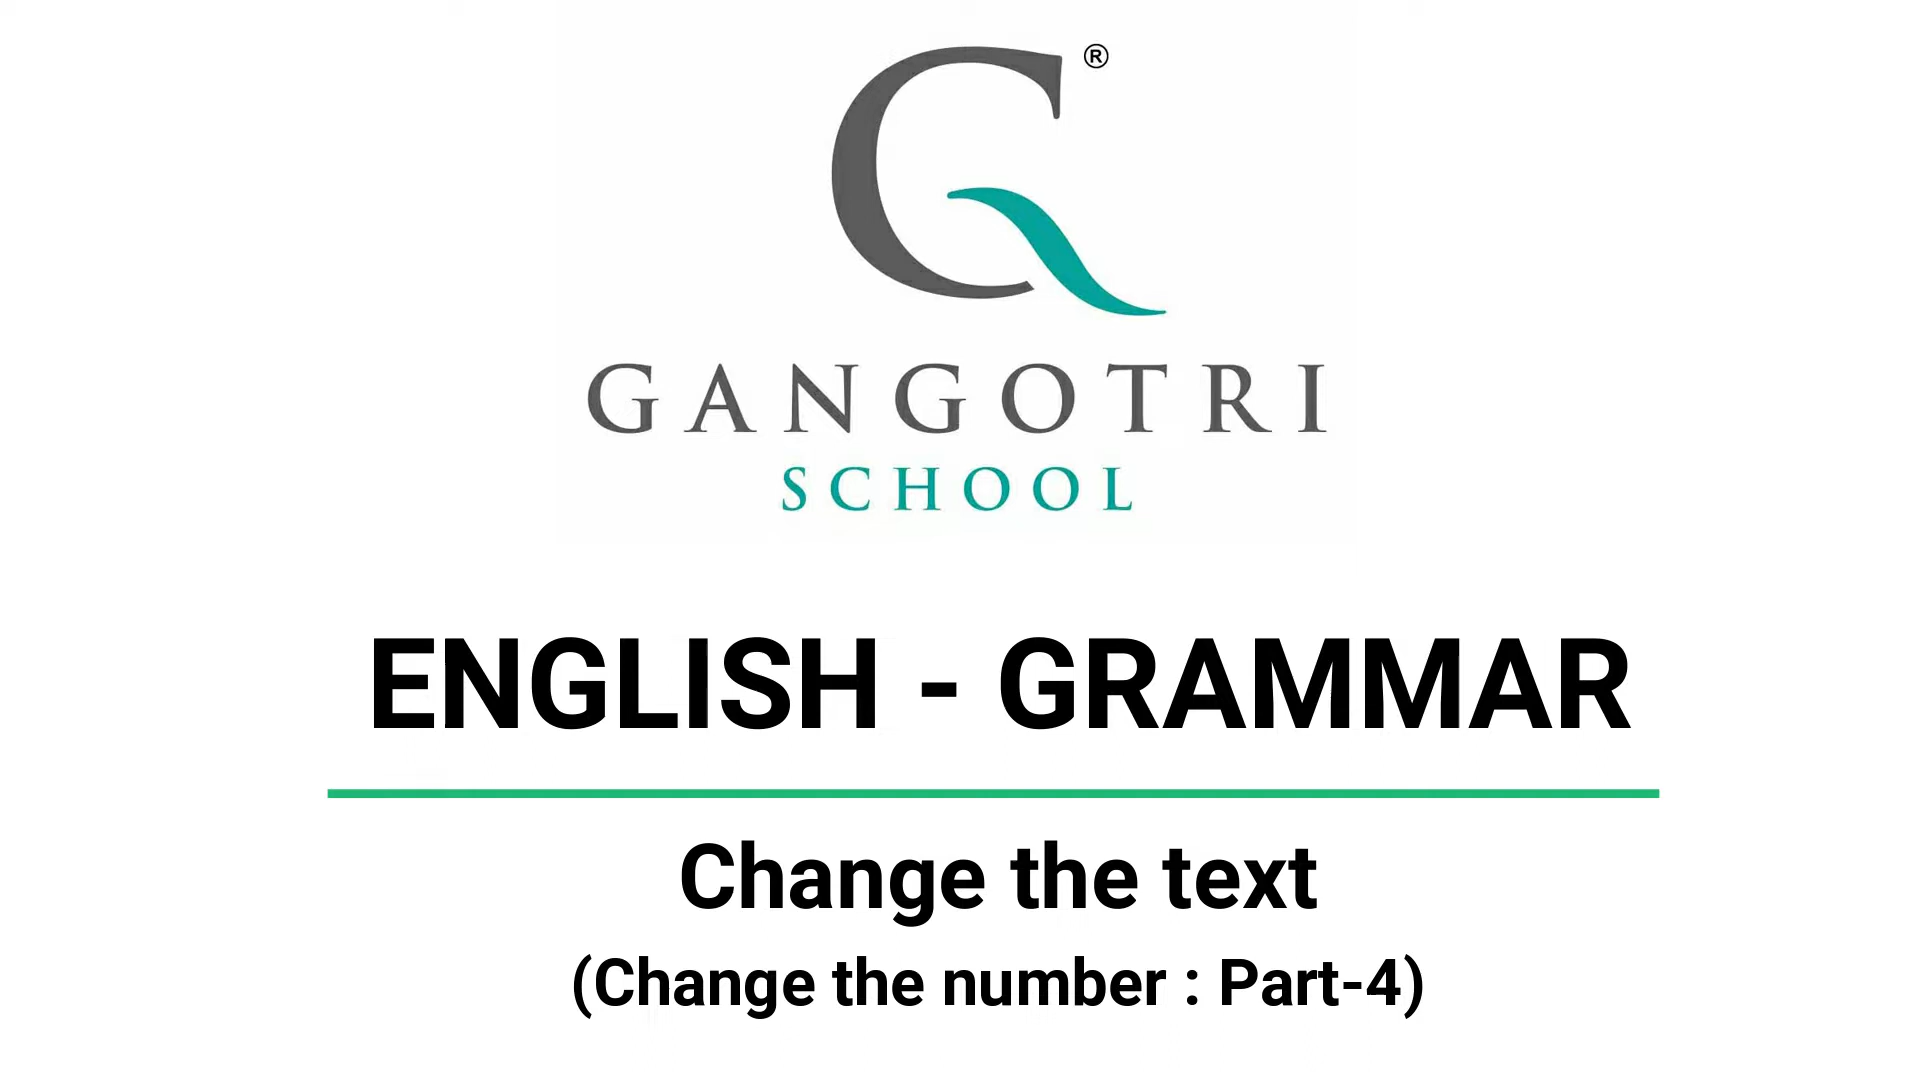 ®
GANGOTRI
SCHOOL
ENGLISH - GRAMMAR
Change the text
(Change the number : Part-4)